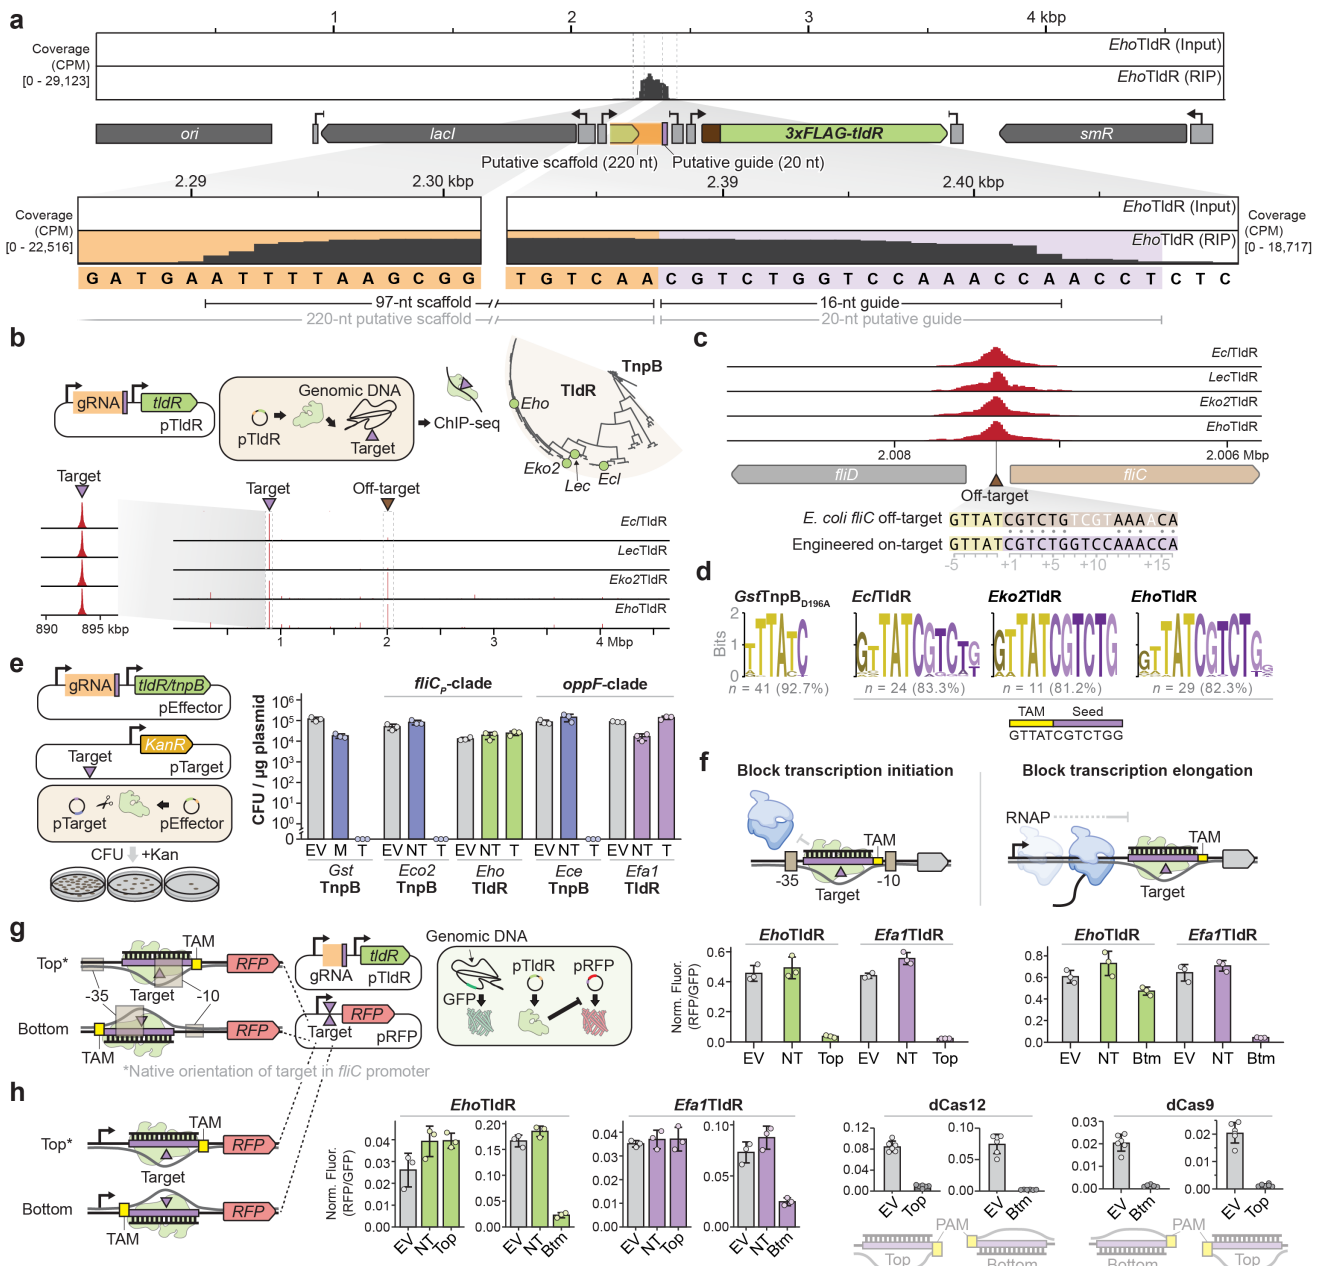 a
1 2 3 4 kbp
Coverage (CPM) [0 - 29,123]
EhoTldR (Input)
EhoTldR (RIP)
ori lacI 3xFLAG-tldR smR
Putative scaffold (220 nt) Putative guide (20 nt)
2.29 2.30 kbp 2.39 2.40 kbp
Coverage (CPM) [0 - 22,516]
EhoTldR (Input)
EhoTldR (RIP)
Coverage (CPM) [0 - 18,717]
G A T G A A T T T T A A G C G G T G T C A A C G T C T G G T C C A A A C C A A C C T C T C
97-nt scaffold 16-nt guide
220-nt putative scaffold 20-nt putative guide
b
gRNA tldR
pTldR
Genomic DNA
pTldR
Target
ChIP-seq
TnpB
TldR
Eho
Eko2
Lec
Ecl
Target
Target Off-target
EclTldR
LecTldR
Eko2TldR
EhoTldR
890 895 kbp
1 2 3 4 Mbp
c
EclTldR
LecTldR
Eko2TldR
EhoTldR
2.008 2.006 Mbp
fliD fliC
Off-target
E. coli fliC off-target GTTATCGTCTGTCGTAAAACA
Engineered on-target GTTATCGTCTGGTCCAAACCA
-5 +1 +5 +10 +15
d
GstTnpBD196A EclTldR Eko2TldR EhoTldR
Bits
2
1
0
n = 41 (92.7%) n = 24 (83.3%) n = 11 (81.2%) n = 29 (82.3%)
TAM Seed
GTTATCGTCTGG
e
gRNA tldR/tnpB
pEffector
KanR
Target
pTarget
pTarget pEffector
CFU +Kan
fliCP-clade oppF-clade
CFU / µg plasmid
10⁶
10⁵
10⁴
10³
10²
10¹
10⁰
0
EV M T EV NT T EV NT T EV NT T EV NT T
Gst TnpB
Eco2 TnpB
Eho TldR
Ece TnpB
Efa1 TldR
f
Block transcription initiation
TAM
-35 -10
Target
Block transcription elongation
RNAP
TAM
Target
g
Top*
TAM
RFP
-35 Target -10
Bottom
RFP
TAM
*Native orientation of target in fliC promoter
gRNA tldR
pTldR
RFP
Target
pRFP
Genomic DNA
pTldR pRFP
GFP
Norm. Fluor. (RFP/GFP)
EhoTldR Efa1TldR
0.6
0.4
0.2
0.0
EV NT Top EV NT Top
EhoTldR Efa1TldR
0.8
0.6
0.4
0.2
0.0
EV NT Btm EV NT Btm
h
Top*
TAM
RFP
Target
Bottom
RFP
TAM
Norm. Fluor. (RFP/GFP)
EhoTldR
0.04
0.03
0.02
0.01
0.00
EV NT Top
0.20
0.15
0.10
0.05
0.00
EV NT Btm
Efa1TldR
0.04
0.03
0.02
0.01
0.00
EV NT Top
0.10
0.05
0.00
EV NT Btm
dCas12
0.12
0.08
0.04
0.00
EV Top
0.10
0.05
0.00
EV Btm
PAM
Top Bottom
dCas9
0.03
0.02
0.01
0.00
EV Btm
0.02
0.01
0.00
EV Top
PAM
Bottom Top